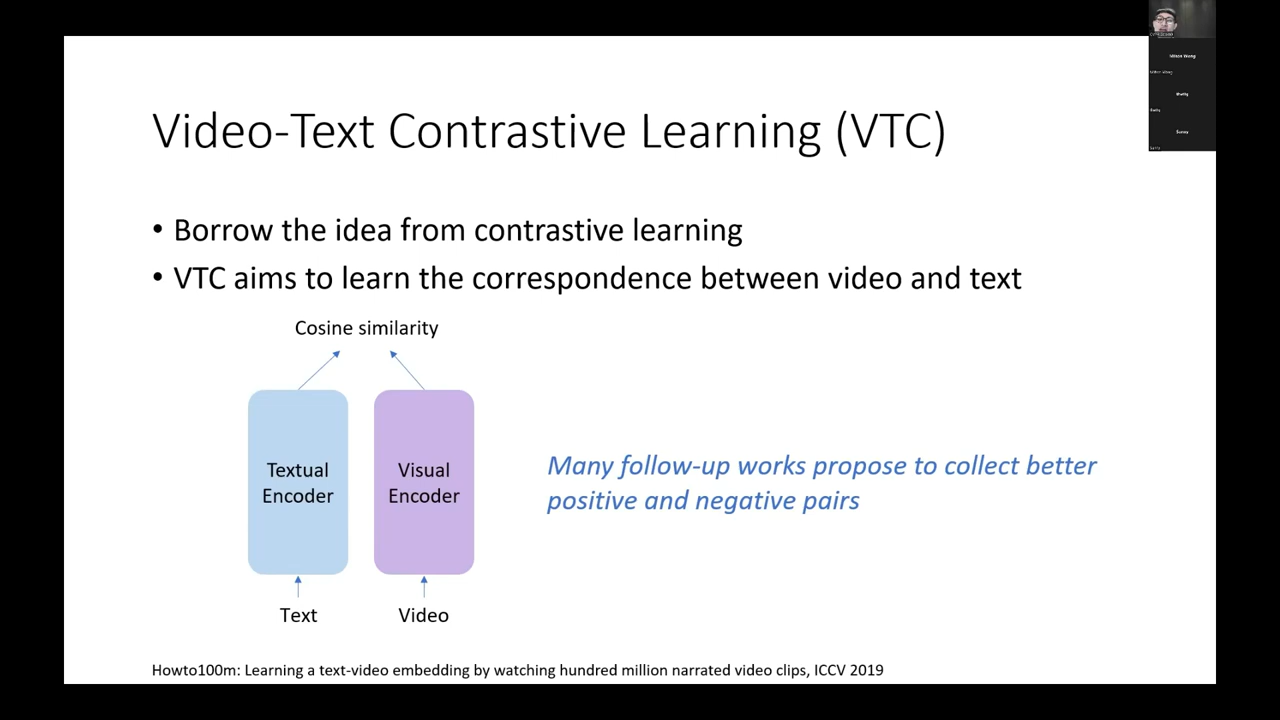 Video-Text Contrastive Learning (VTC)
• Borrow the idea from contrastive learning
• VTC aims to learn the correspondence between video and text
Cosine similarity
Textual
Encoder
Visual
Encoder
Many follow-up works propose to collect better
positive and negative pairs
Text
Video
Howto100m: Learning a text-video embedding by watching hundred million narrated video clips, ICCV 2019